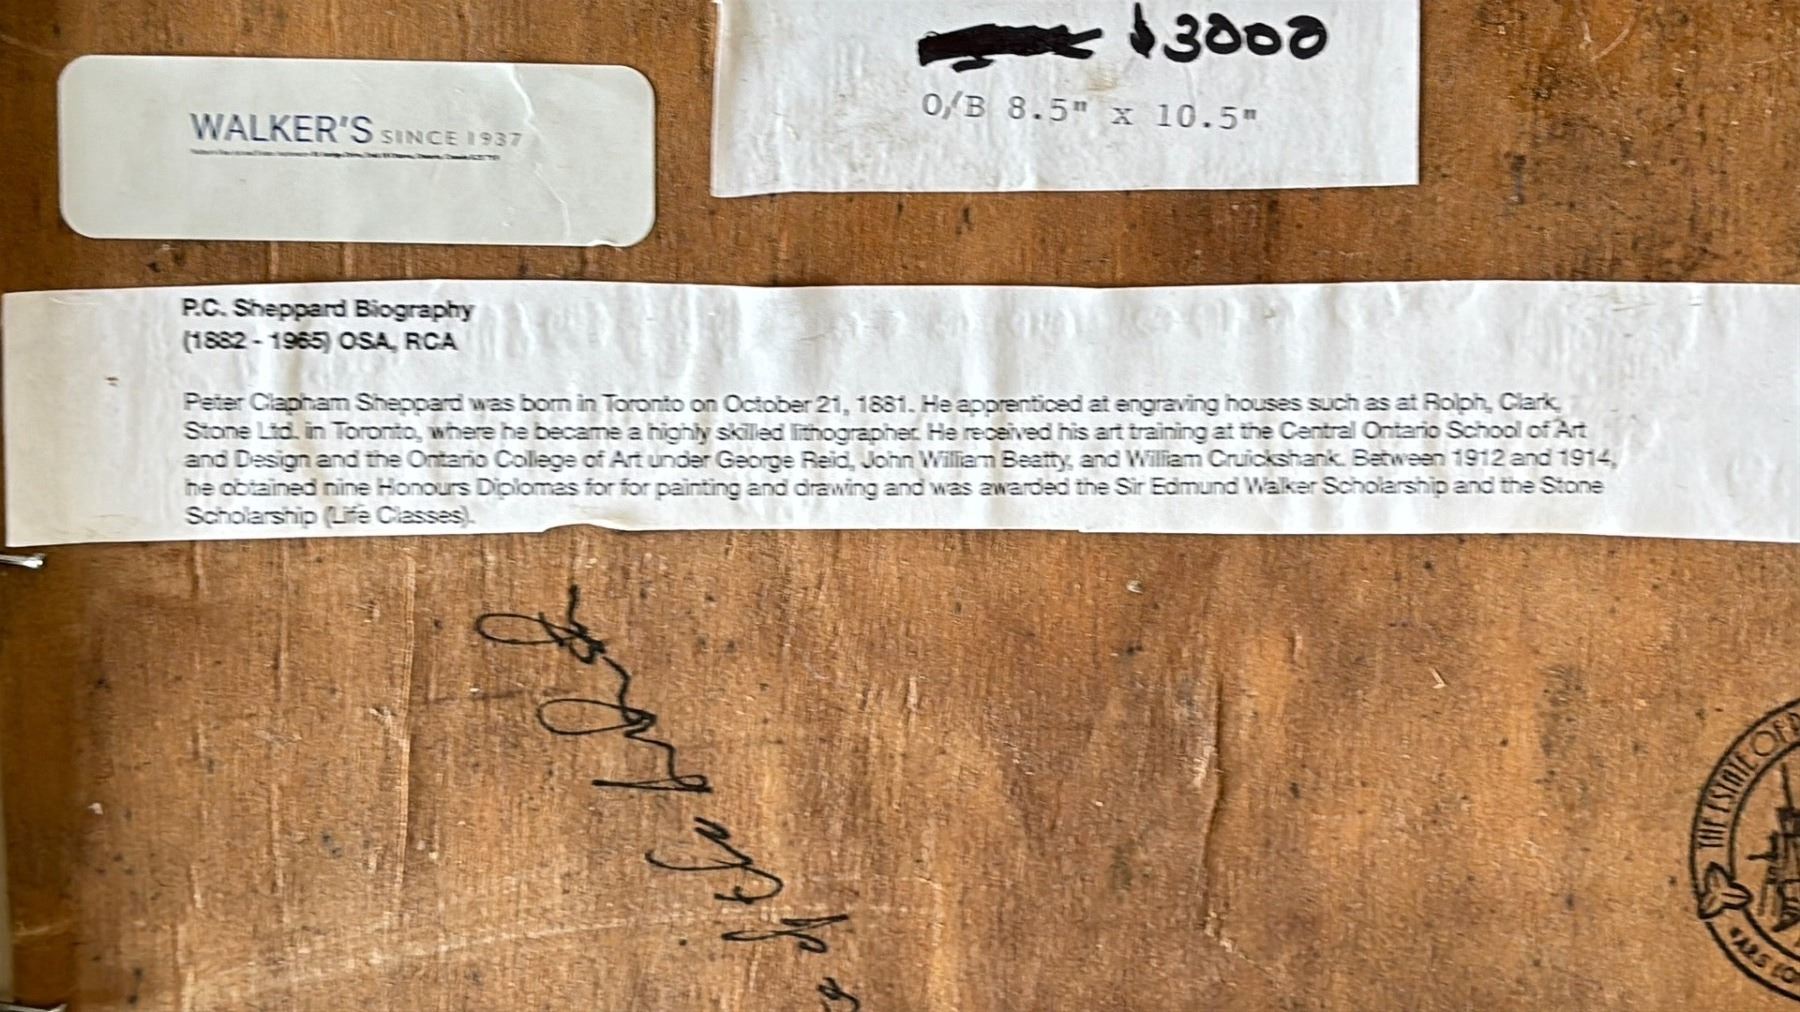 $3000
O/B 8.5" x 10.5"
WALKER'S SINCE 1937
P.C. Sheppard Biography
(1882 - 1965) OSA, RCA
Peter Clapham Sheppard was born in Toronto on October 21, 1881. He apprenticed at engraving houses such as at Rolph, Clark,
Stone Ltd. in Toronto, where he became a highly skilled lithographer. He received his art training at the Central Ontario School of Art
and Design and the Ontario College of Art under George Reid, John William Beatty, and William Cruickshank. Between 1912 and 1914,
he obtained nine Honours Diplomas for for painting and drawing and was awarded the Sir Edmund Walker Scholarship and the Stone
Scholarship (Life Classes).
THE ESTATE OF